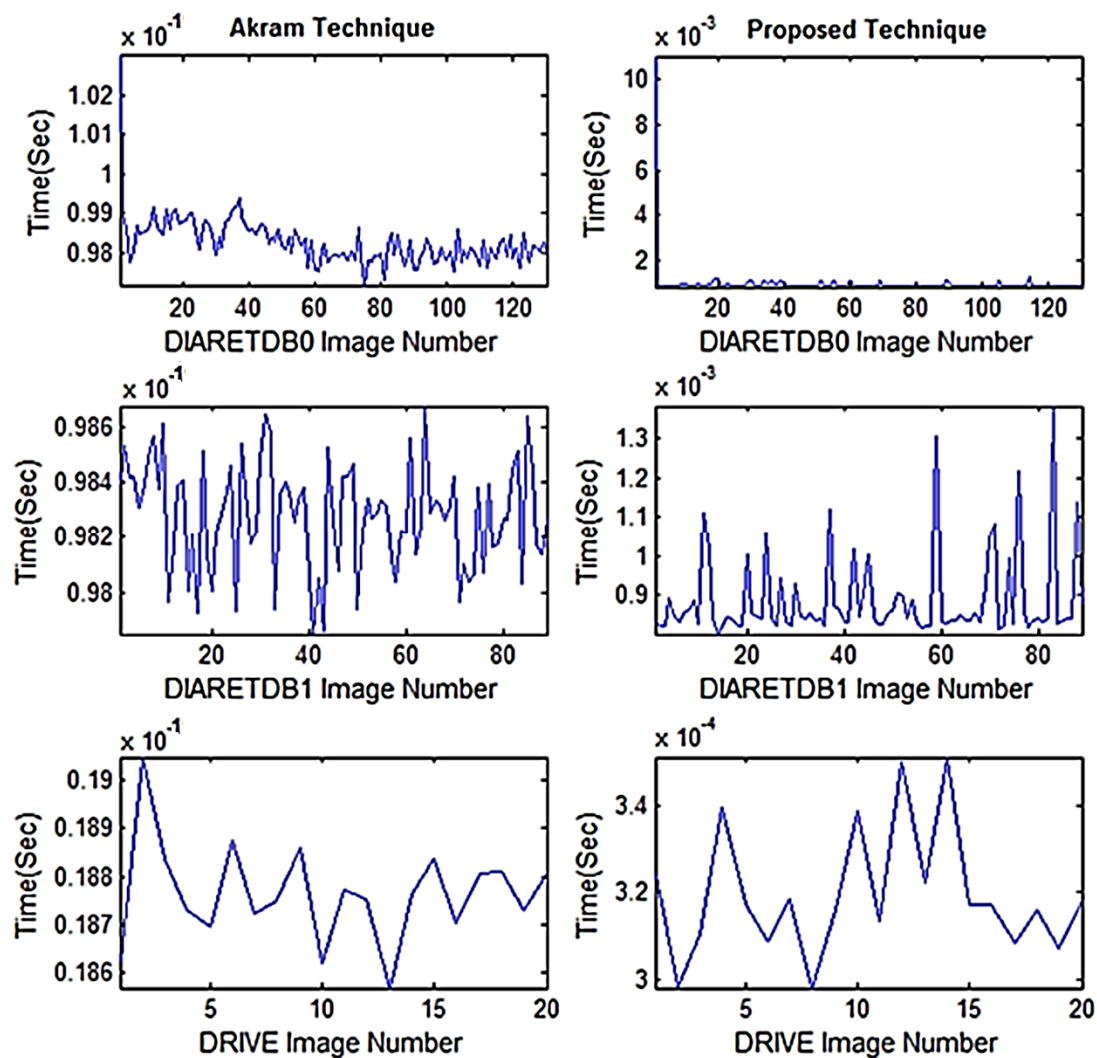 Akram Technique
x 10-1
1.02
1.01
1
0.99
0.98
Time(Sec)
20 40 60 80 100 120
DIARETDB0 Image Number
Proposed Technique
x 10-3
10
8
6
4
2
Time(Sec)
20 40 60 80 100 120
DIARETDB0 Image Number
x 10-1
0.986
0.984
0.982
0.98
Time(Sec)
20 40 60 80
DIARETDB1 Image Number
x 10-3
1.3
1.2
1.1
1
0.9
Time(Sec)
20 40 60 80
DIARETDB1 Image Number
x 10-1
0.19
0.189
0.188
0.187
0.186
Time(Sec)
5 10 15 20
DRIVE Image Number
x 10-4
3.4
3.2
3
Time(Sec)
5 10 15 20
DRIVE Image Number